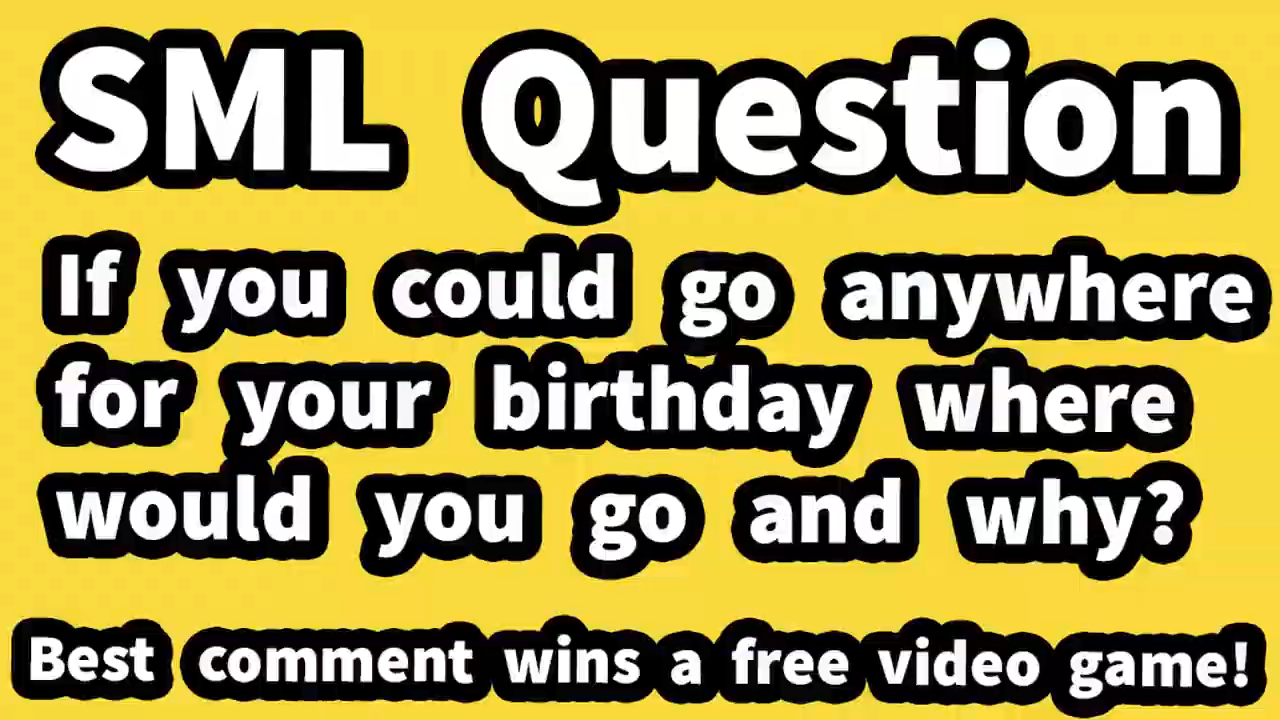 SML Question
If you could go anywhere
for your birthday where
would you go and why?
Best comment wins a free video game!